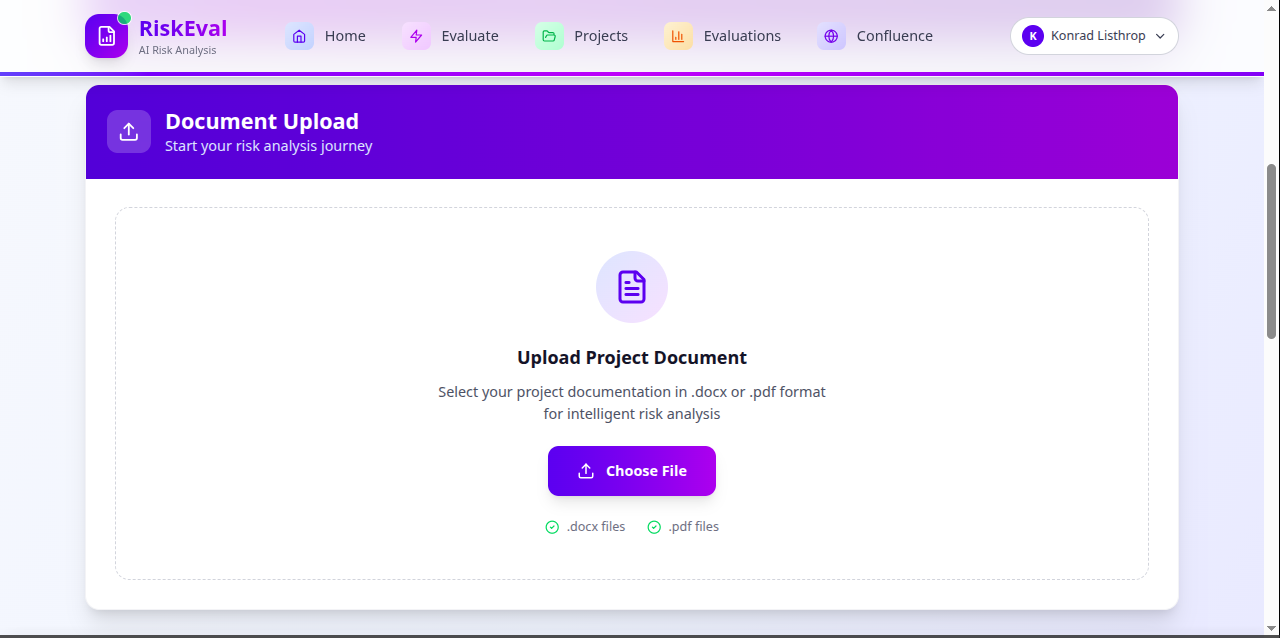 RiskEval
AI Risk Analysis
Home
Evaluate
Projects
Evaluations
Confluence
K
Konrad Listhrop
Document Upload
Start your risk analysis journey
Upload Project Document
Select your project documentation in .docx or .pdf format
for intelligent risk analysis
Choose File
.docx files
.pdf files